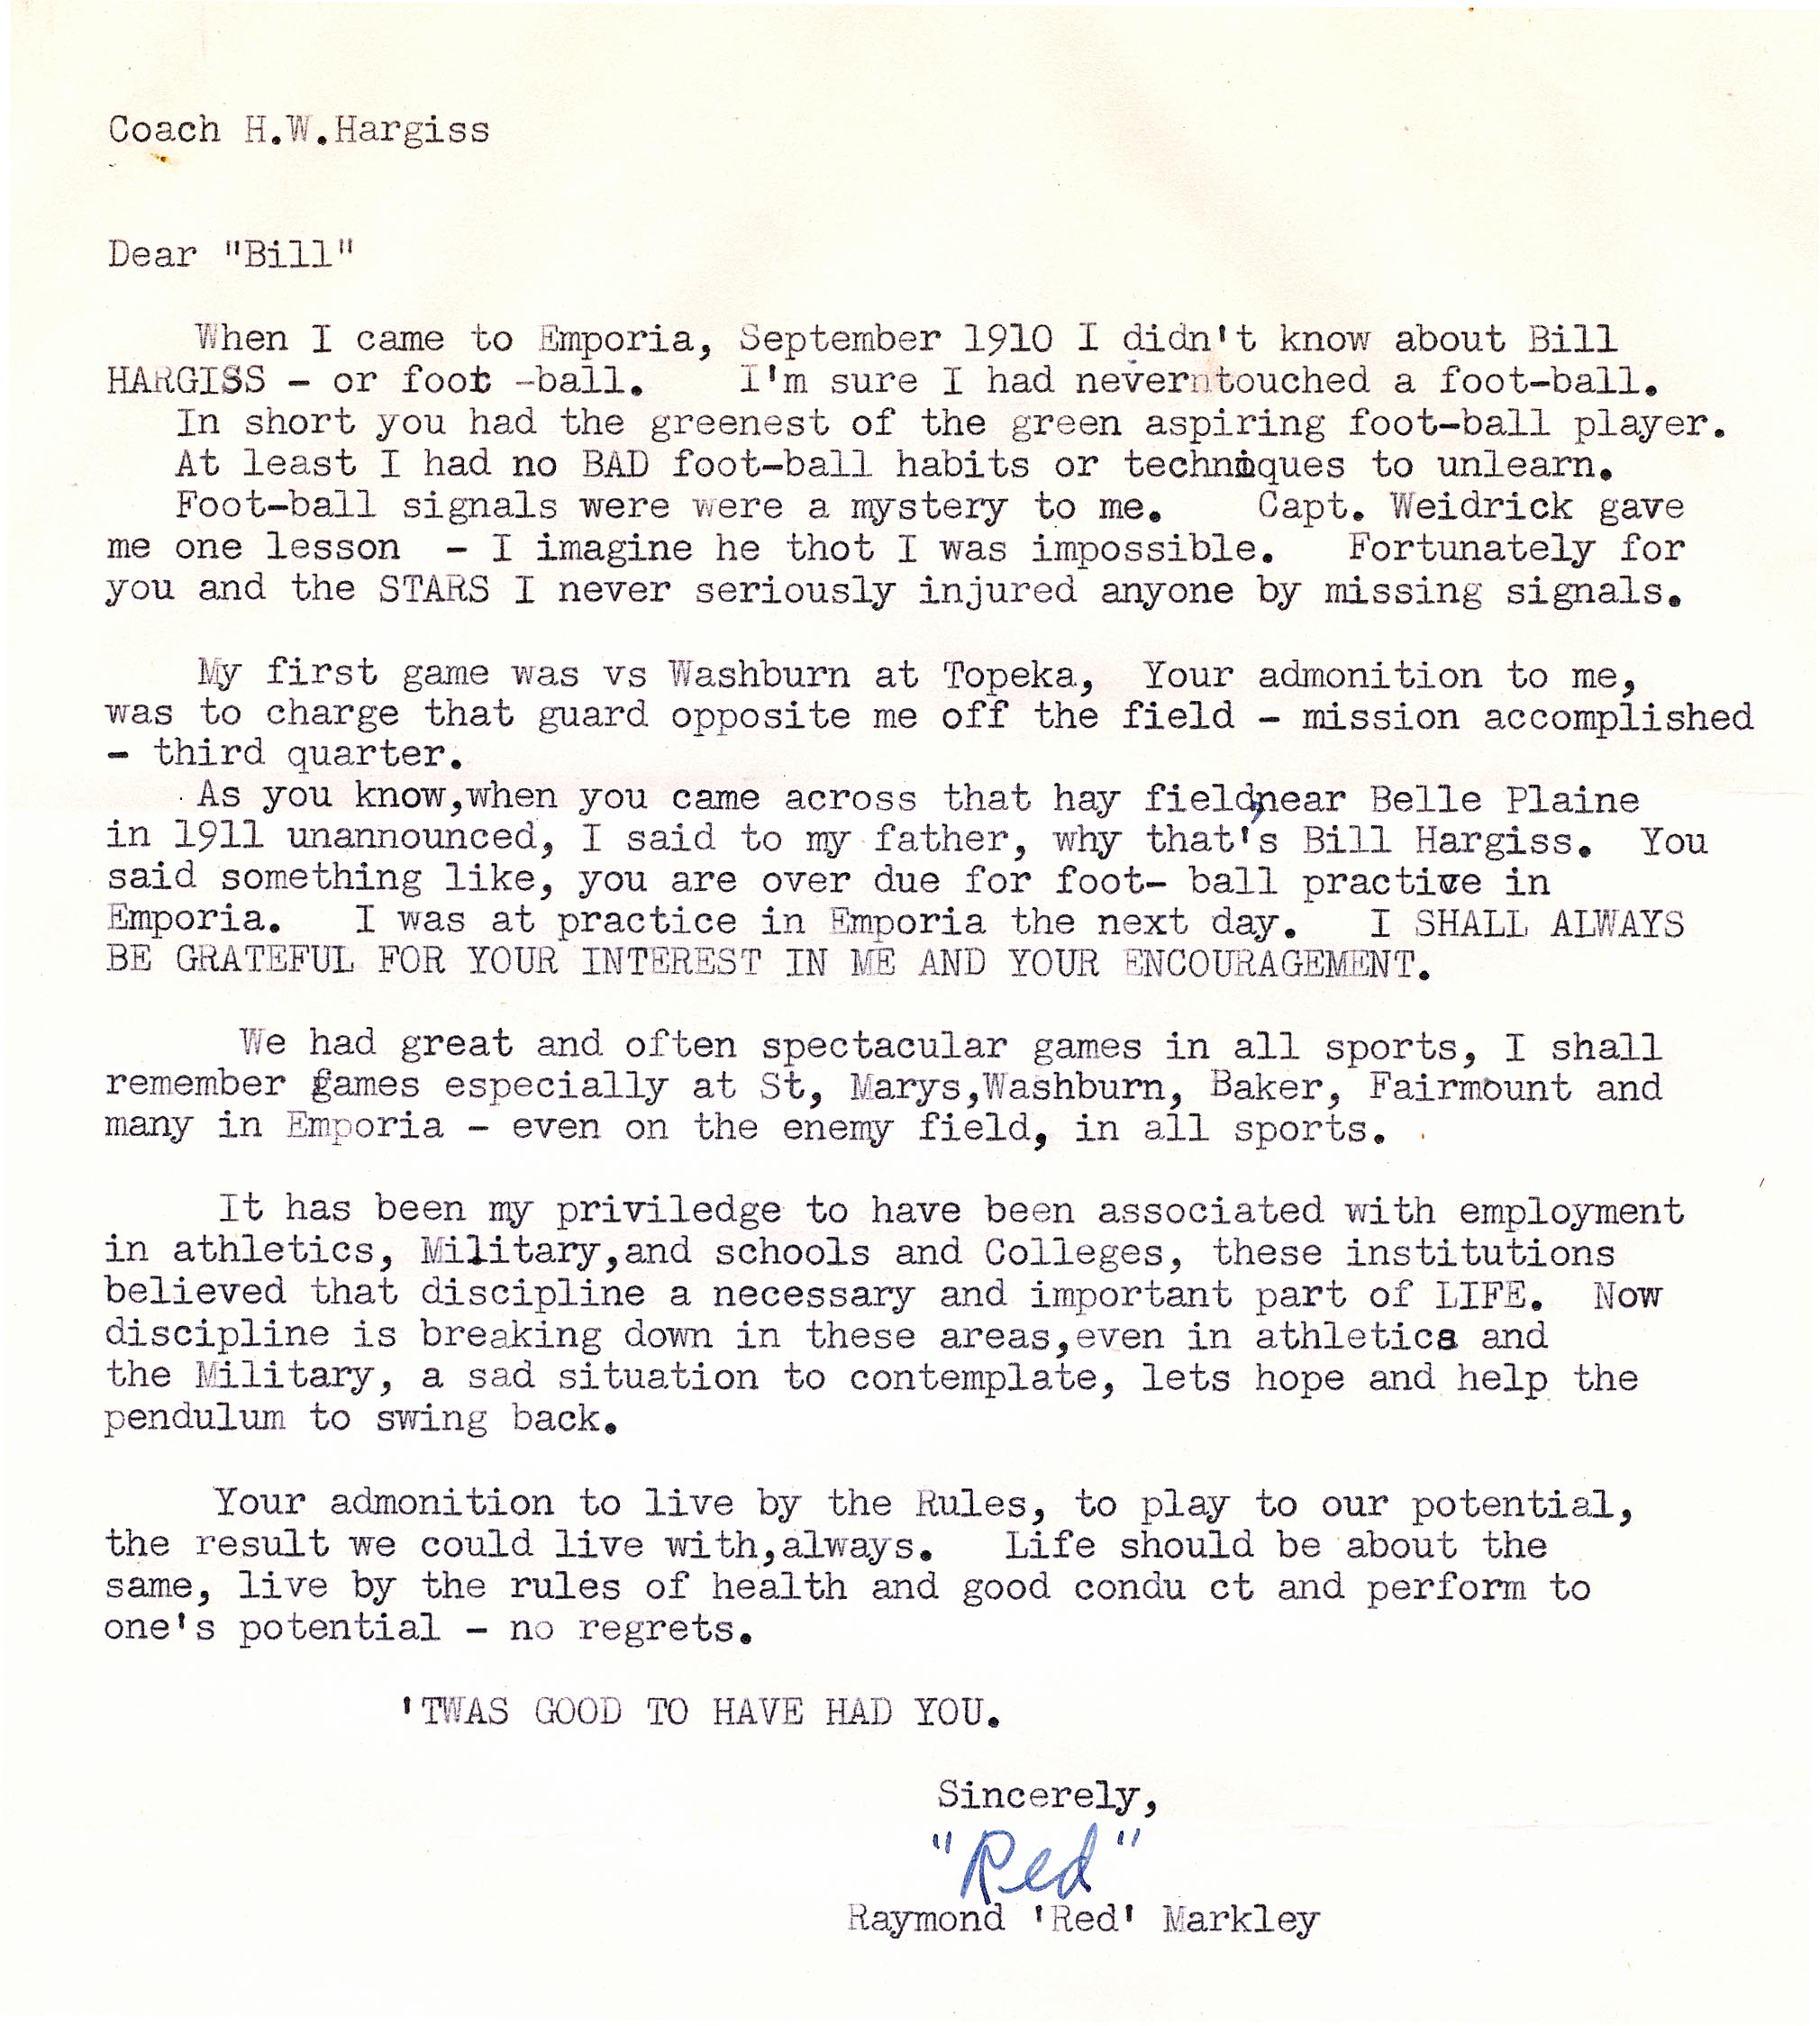 Coach H.W.Hargiss
Dear "Bill"
When I came to Emporia, September 1910 I didn't know about Bill
HARGISS - or foot -ball. I'm sure I had neverntouched a foot-ball.
In short you had the greenest of the green aspiring foot-ball player.
At least I had no BAD foot-ball habits or techniques to unlearn.
Foot-ball signals were were a mystery to me. Capt. Weidrick gave
me one lesson - I imagine he thot I was impossible. Fortunately for
you and the STARS I never seriously injured anyone by missing signals.
My first game was vs Washburn at Topeka, Your admonition to me,
was to charge that guard opposite me off the field - mission accomplished
- third quarter.
As you know,when you came across that hay field,near Belle Plaine
in 1911 unannounced, I said to my father, why that's Bill Hargiss. You
said something like, you are over due for foot- ball practice in
Emporia. I was at practice in Emporia the next day. I SHALL ALWAYS
BE GRATEFUL FOR YOUR INTEREST IN ME AND YOUR ENCOURAGEMENT.
We had great and often spectacular games in all sports, I shall
remember games especially at St, Marys,Washburn, Baker, Fairmount and
many in Emporia - even on the enemy field, in all sports.
It has been my priviledge to have been associated with employment
in athletics, Military,and schools and Colleges, these institutions
believed that discipline a necessary and important part of LIFE. Now
discipline is breaking down in these areas,even in athletics and
the Military, a sad situation to contemplate, lets hope and help the
pendulum to swing back.
Your admonition to live by the Rules, to play to our potential,
the result we could live with,always. Life should be about the
same, live by the rules of health and good condu ct and perform to
one's potential - no regrets.
'TWAS GOOD TO HAVE HAD YOU.
Sincerely,
"Red"
Raymond 'Red' Markley